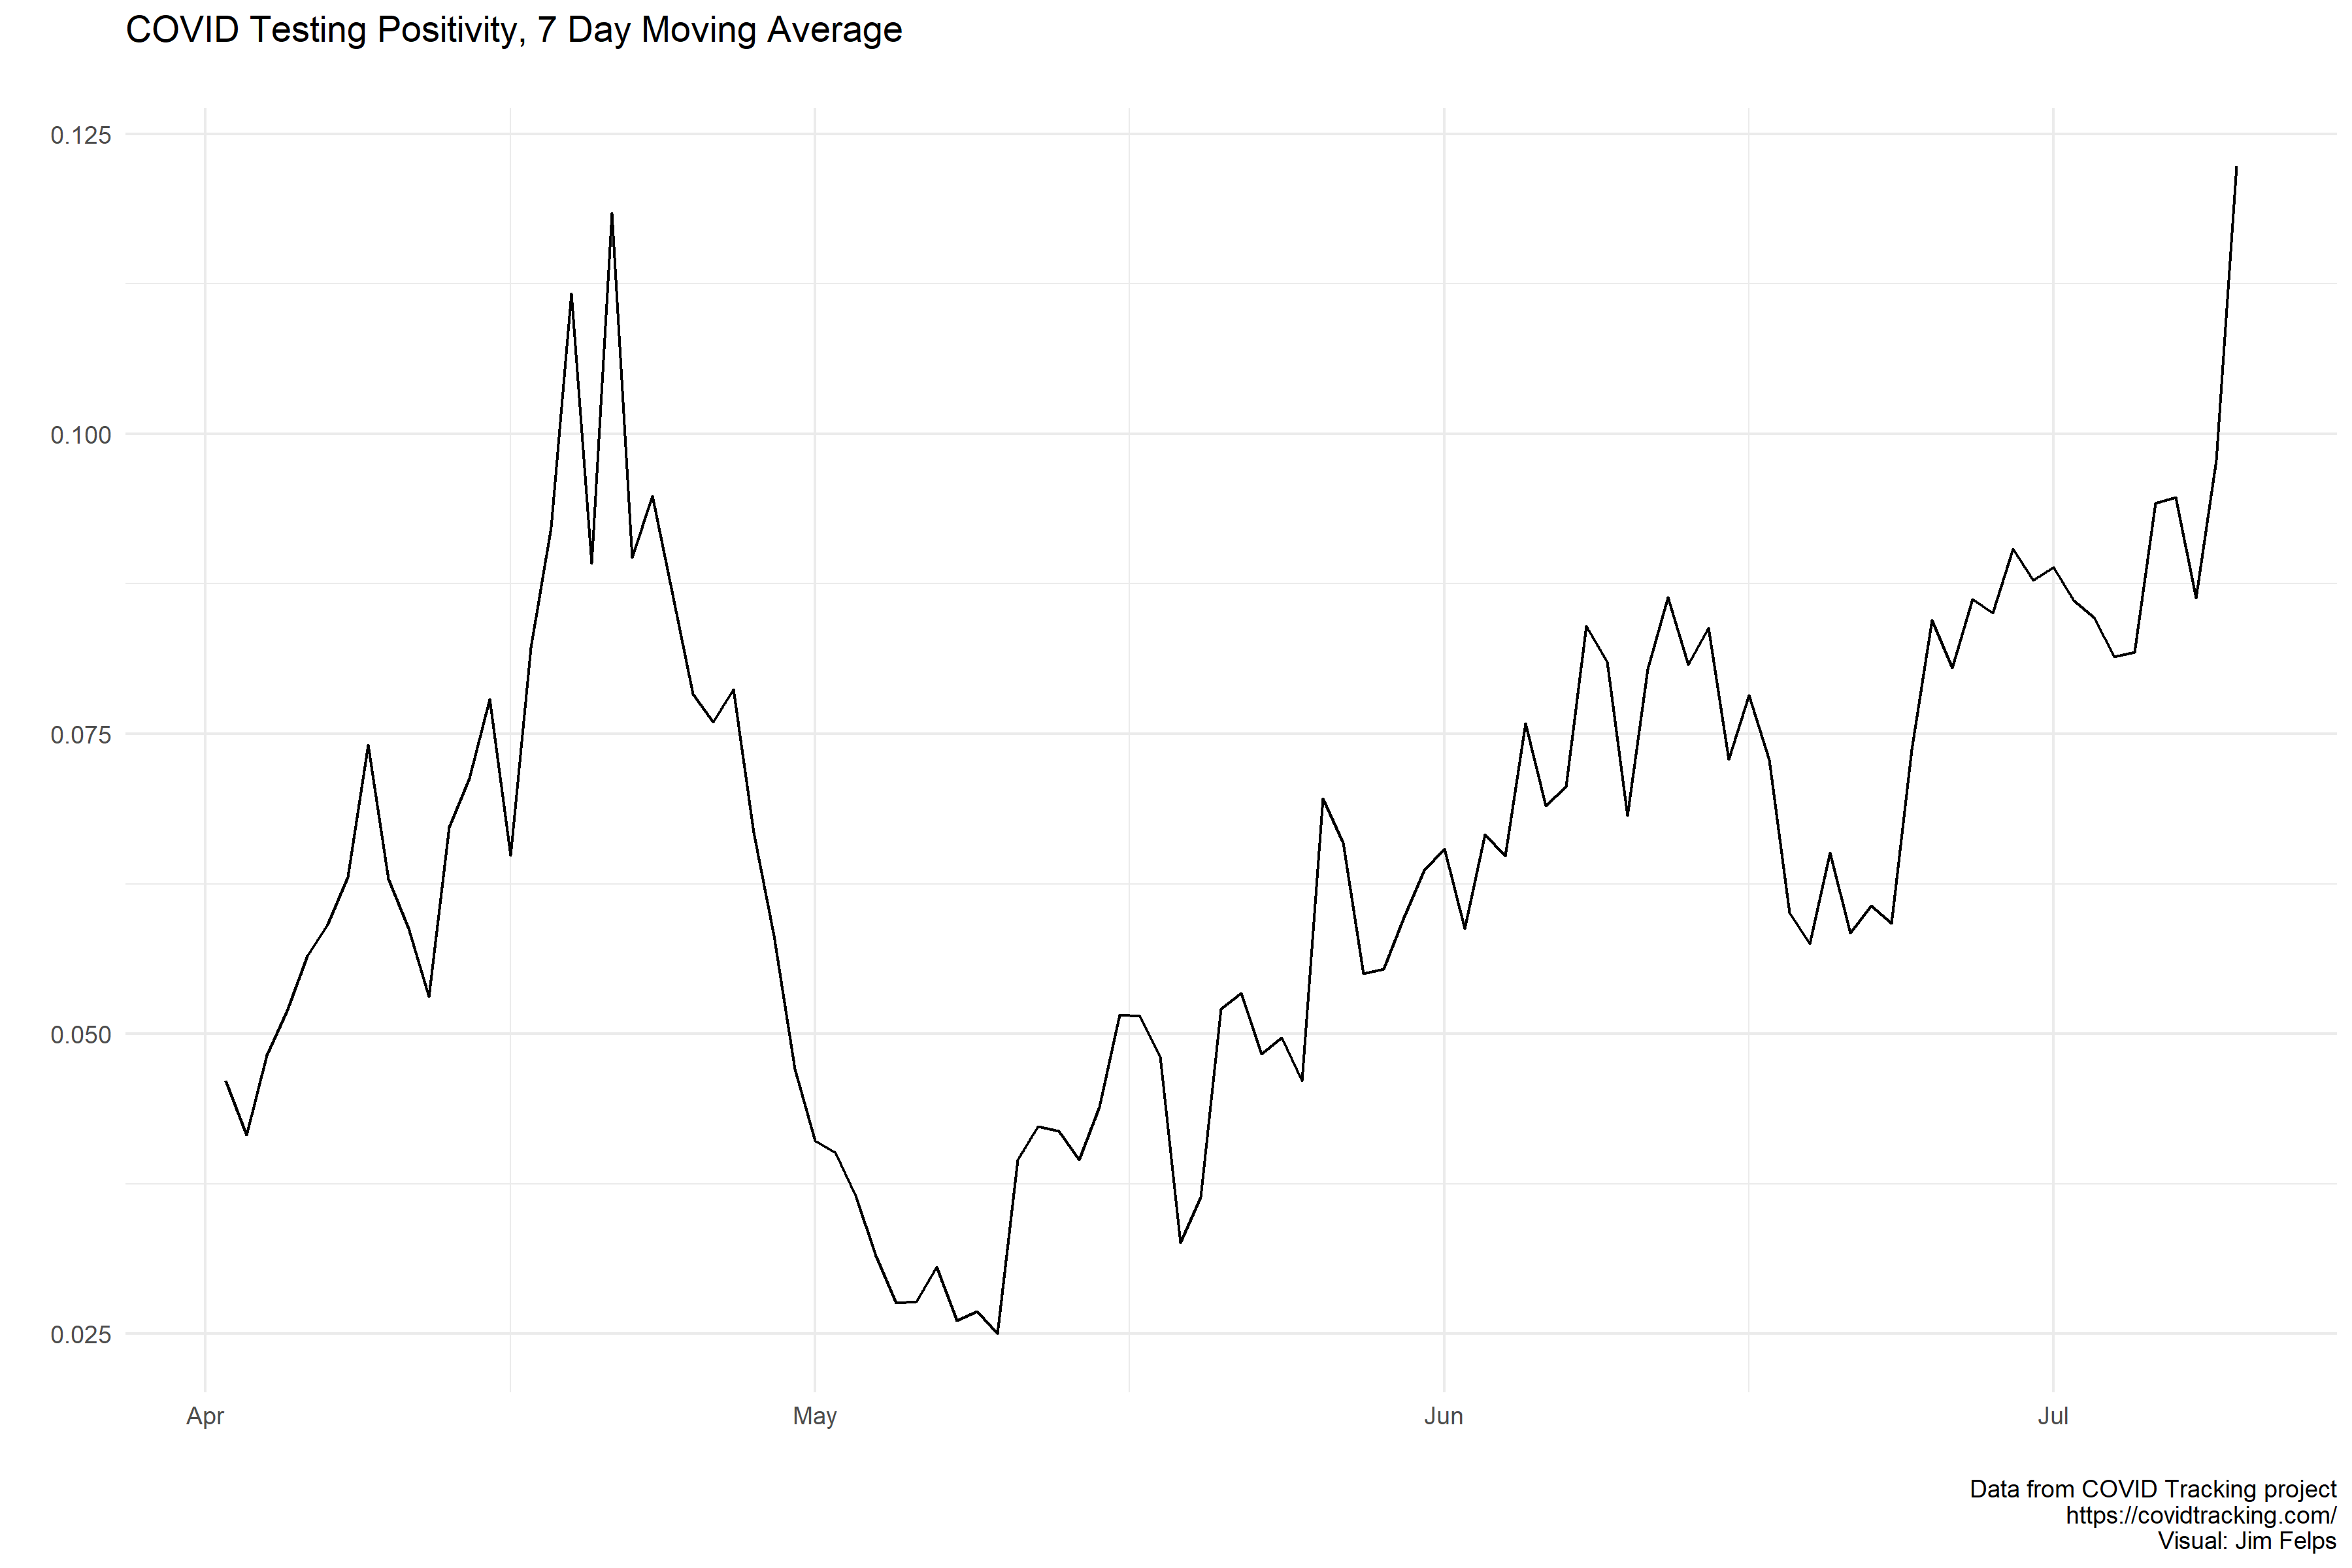 COVID Testing Positivity, 7 Day Moving Average
0.125
0.100
0.075
0.050
0.025
Apr May Jun Jul
Data from COVID Tracking project
https://covidtracking.com/
Visual: Jim Felps